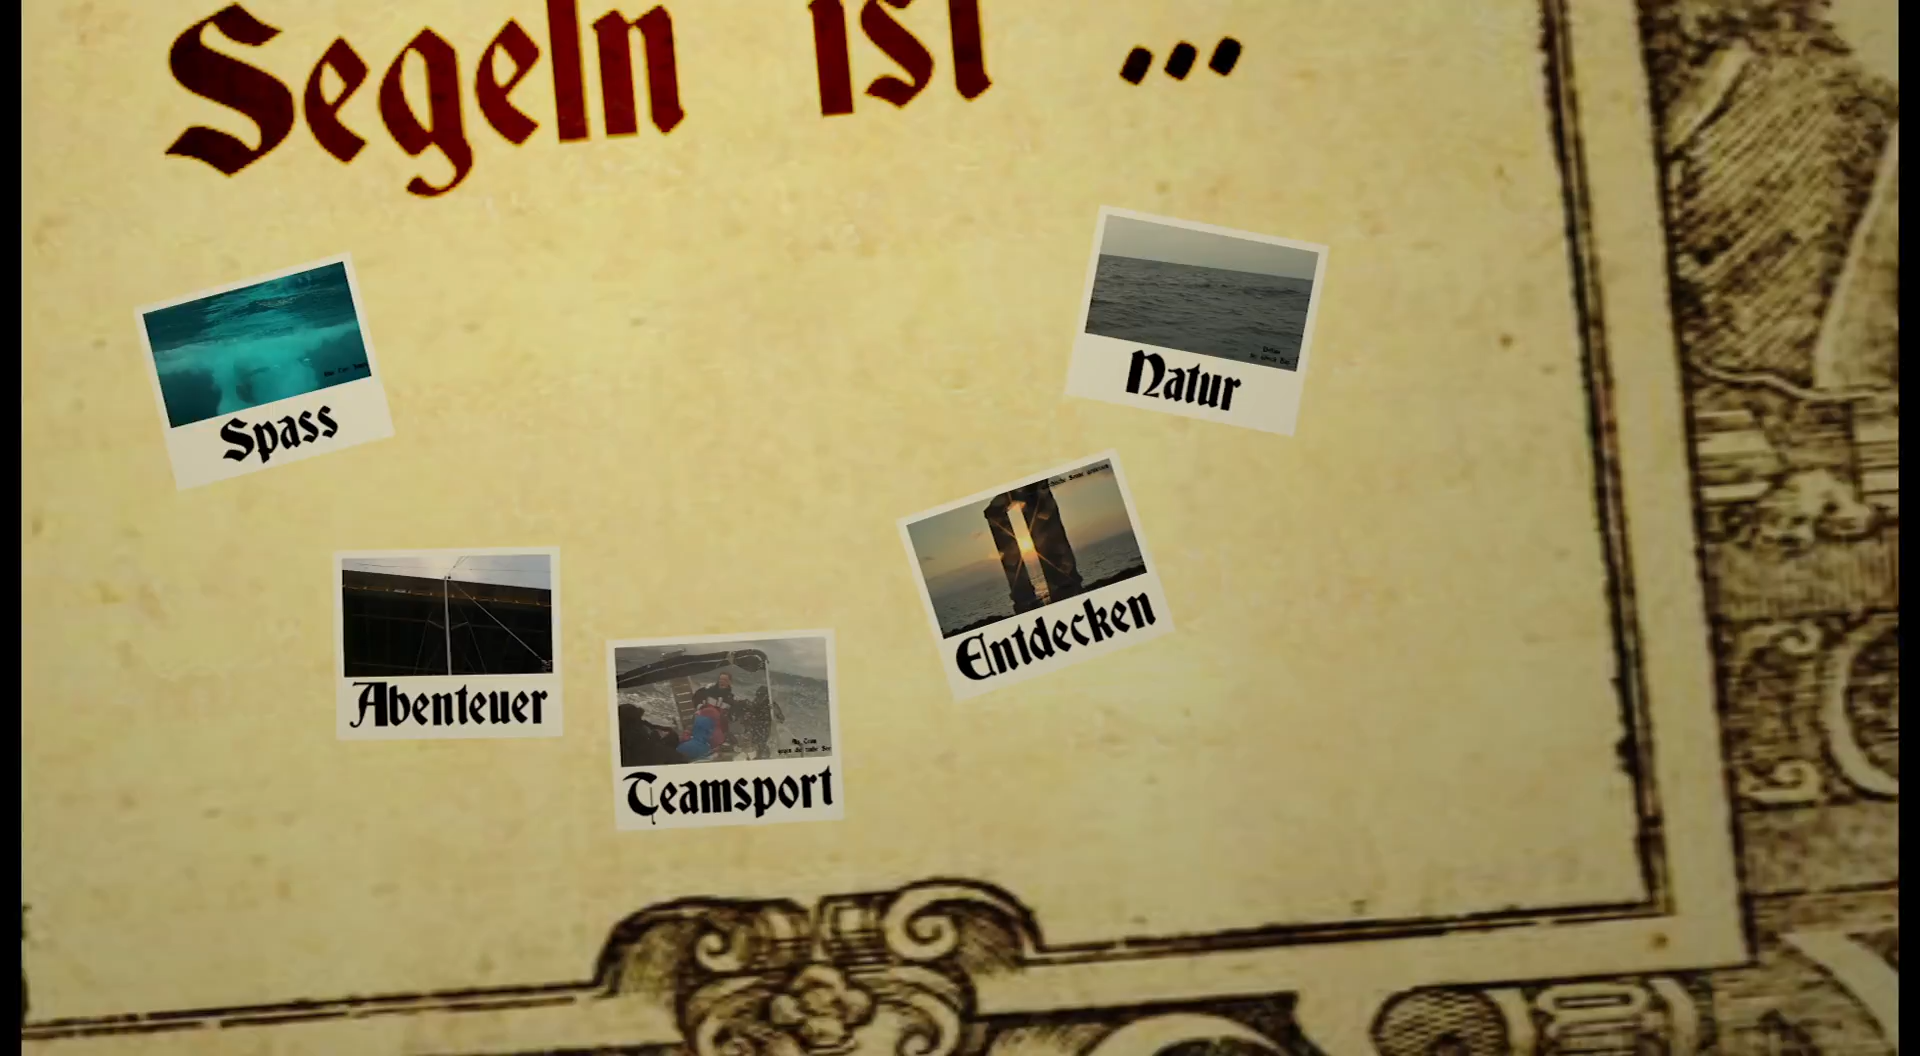 Segeln ist ...
Spass
Natur
Entdecken
Abenteuer
Teamsport